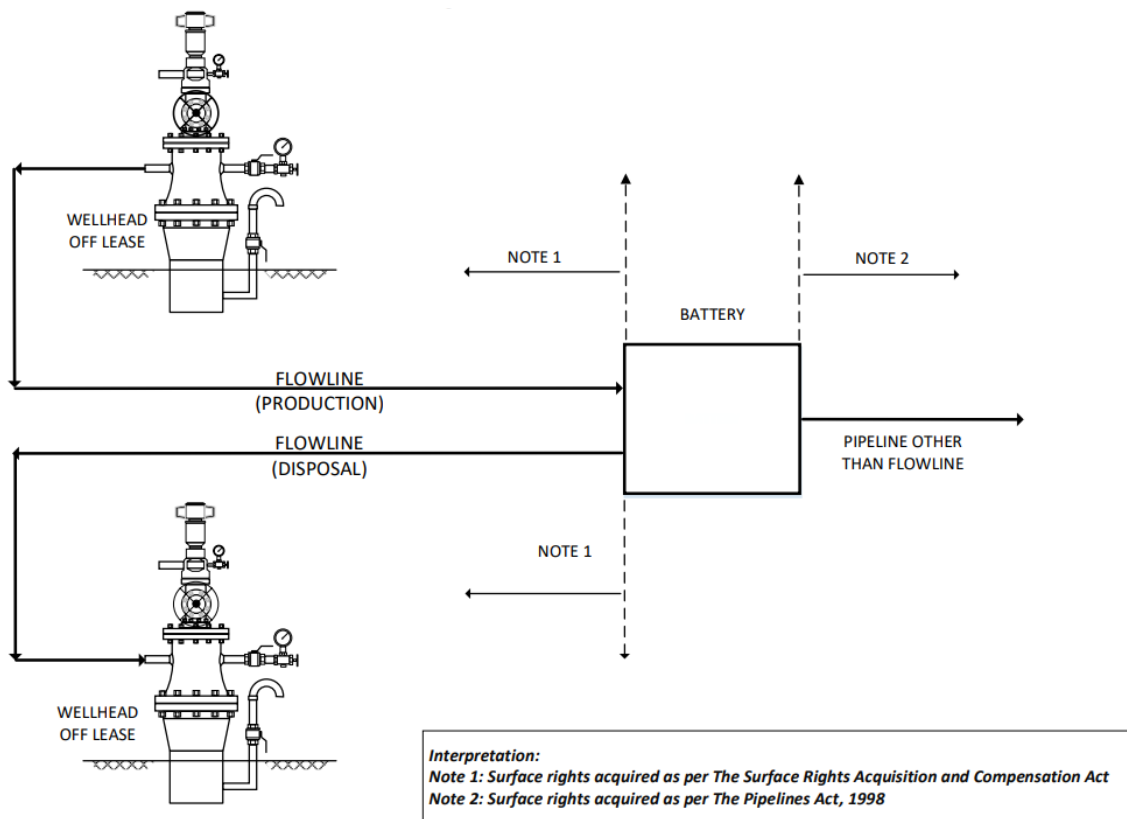 WELLHEAD
OFF LEASE
NOTE 1
NOTE 2
BATTERY
FLOWLINE
(PRODUCTION)
FLOWLINE
(DISPOSAL)
PIPELINE OTHER
THAN FLOWLINE
NOTE 1
WELLHEAD
OFF LEASE
Interpretation:
Note 1: Surface rights acquired as per The Surface Rights Acquisition and Compensation Act
Note 2: Surface rights acquired as per The Pipelines Act, 1998